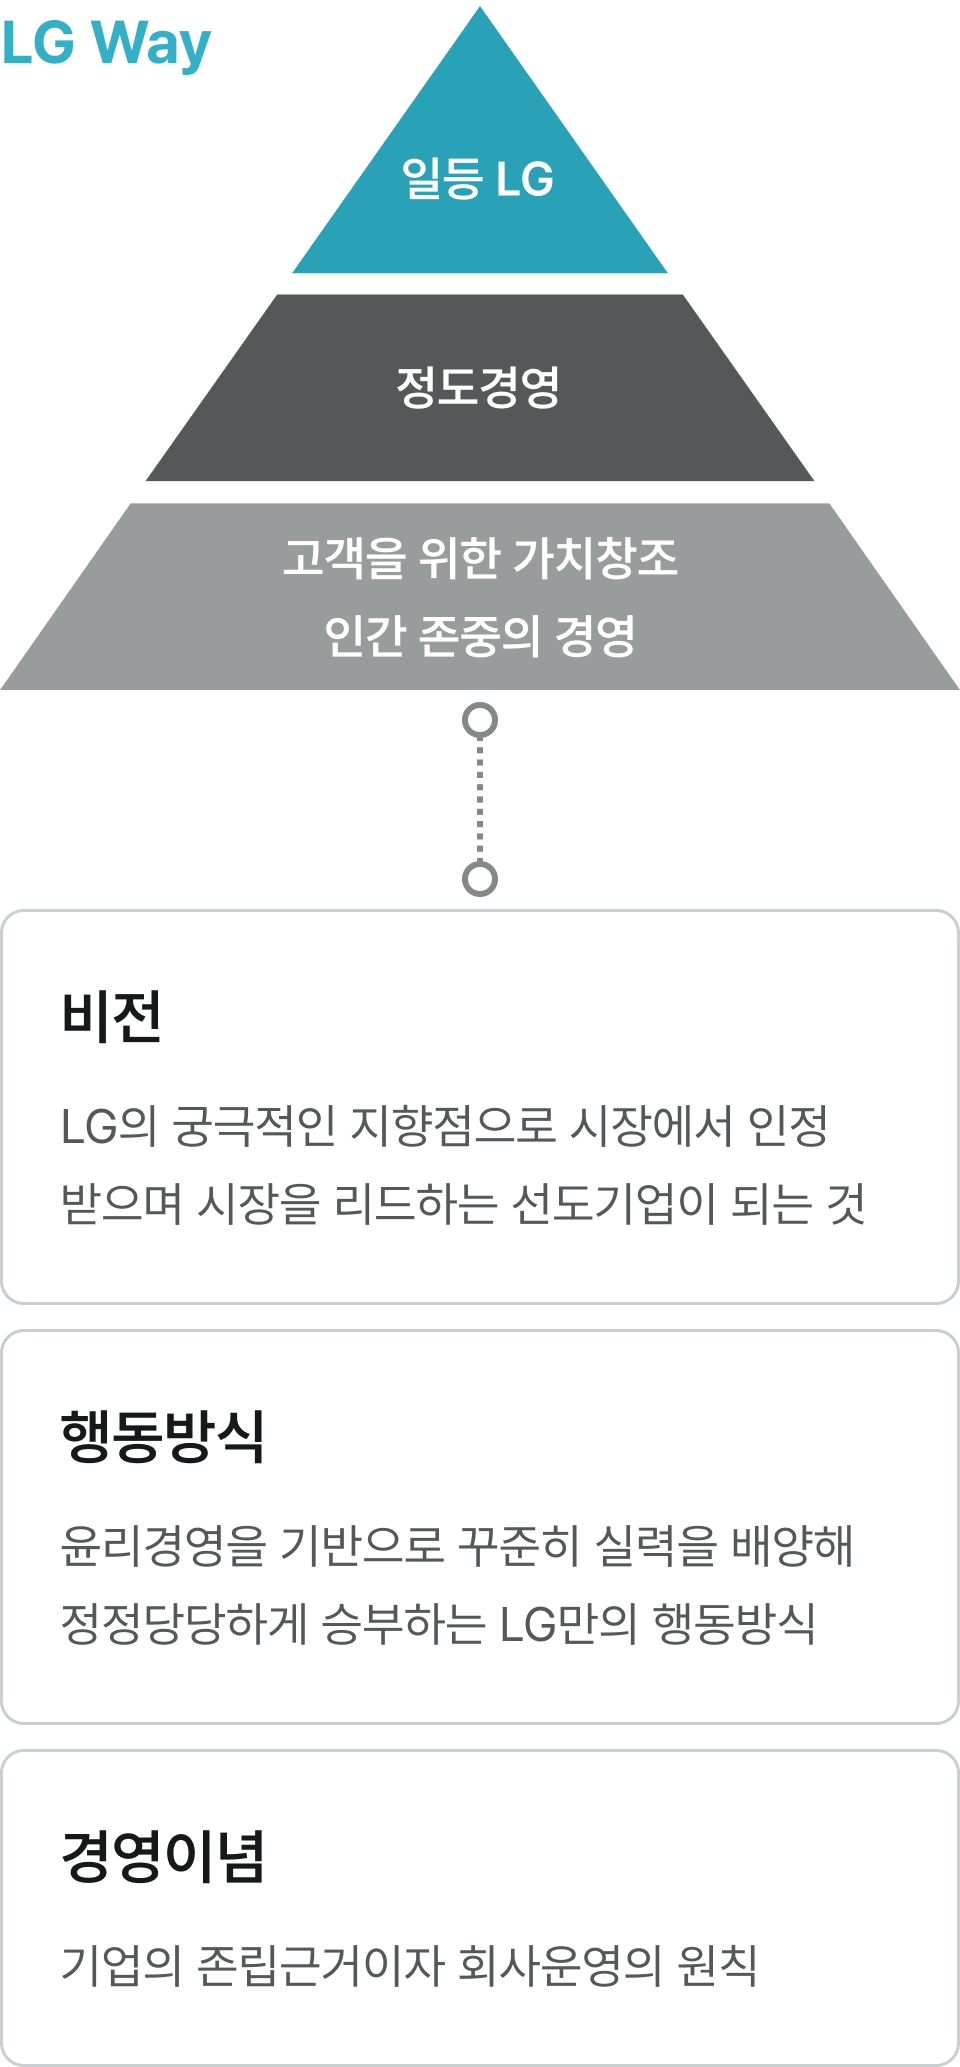 LG Way
일등 LG
정도경영
고객을 위한 가치창조
인간 존중의 경영
비전
LG의 궁극적인 지향점으로 시장에서 인정
받으며 시장을 리드하는 선도기업이 되는 것
행동방식
윤리경영을 기반으로 꾸준히 실력을 배양해
정정당당하게 승부하는 LG만의 행동방식
경영이념
기업의 존립근거이자 회사운영의 원칙